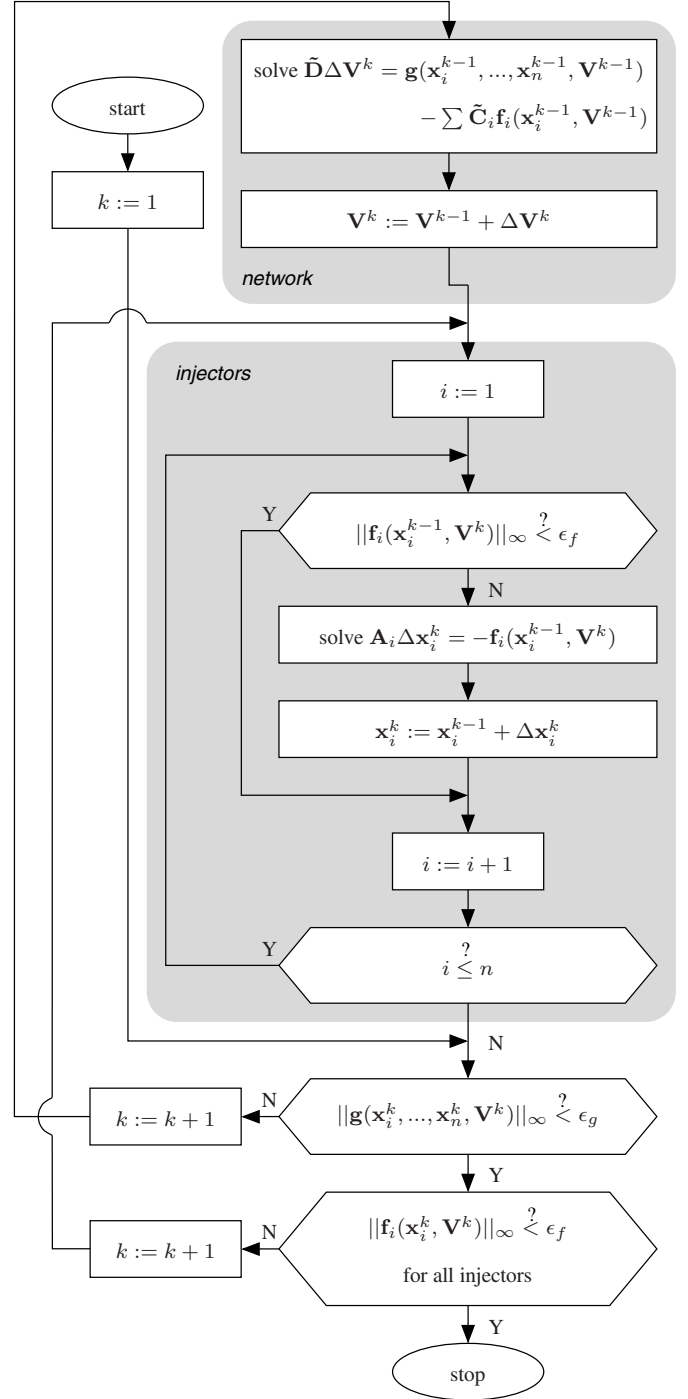 solve D̃ΔV^k = g(x_i^{k−1}, ..., x_n^{k−1}, V^{k−1})
− ∑ C̃_i f_i(x_i^{k−1}, V^{k−1})
start
k := 1
V^k := V^{k−1} + ΔV^k
network
injectors
i := 1
Y
||f_i(x_i^{k−1}, V^k)||_∞ <^? ϵ_f
N
solve A_i Δx_i^k = −f_i(x_i^{k−1}, V^k)
x_i^k := x_i^{k−1} + Δx_i^k
i := i + 1
Y
i ≤^? n
N
k := k + 1
N
||g(x_i^k, ..., x_n^k, V^k)||_∞ <^? ϵ_g
Y
k := k + 1
N
||f_i(x_i^k, V^k)||_∞ <^? ϵ_f
for all injectors
Y
stop